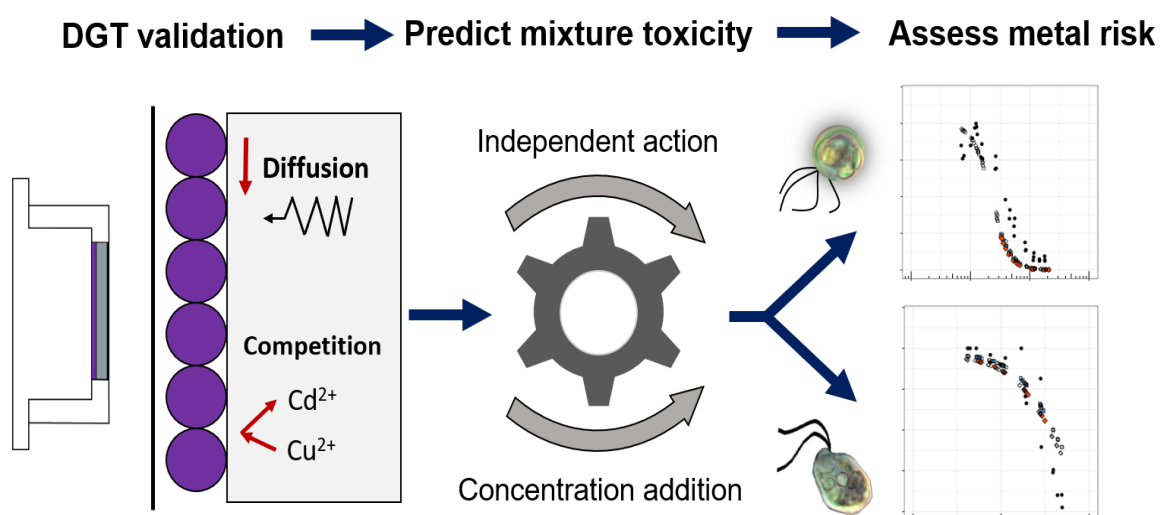 DGT validation
Predict mixture toxicity
Assess metal risk
Diffusion
Competition
Cd²⁺
Cu²⁺
Independent action
Concentration addition